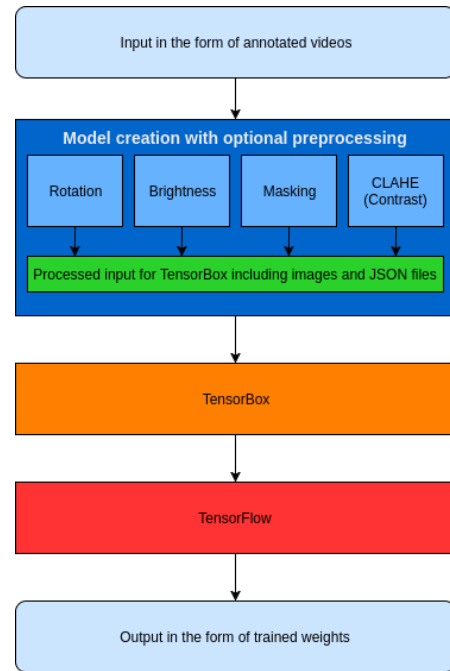 Input in the form of annotated videos
Model creation with optional preprocessing
Rotation
Brightness
Masking
CLAHE
(Contrast)
Processed input for TensorBox including images and JSON files
TensorBox
TensorFlow
Output in the form of trained weights